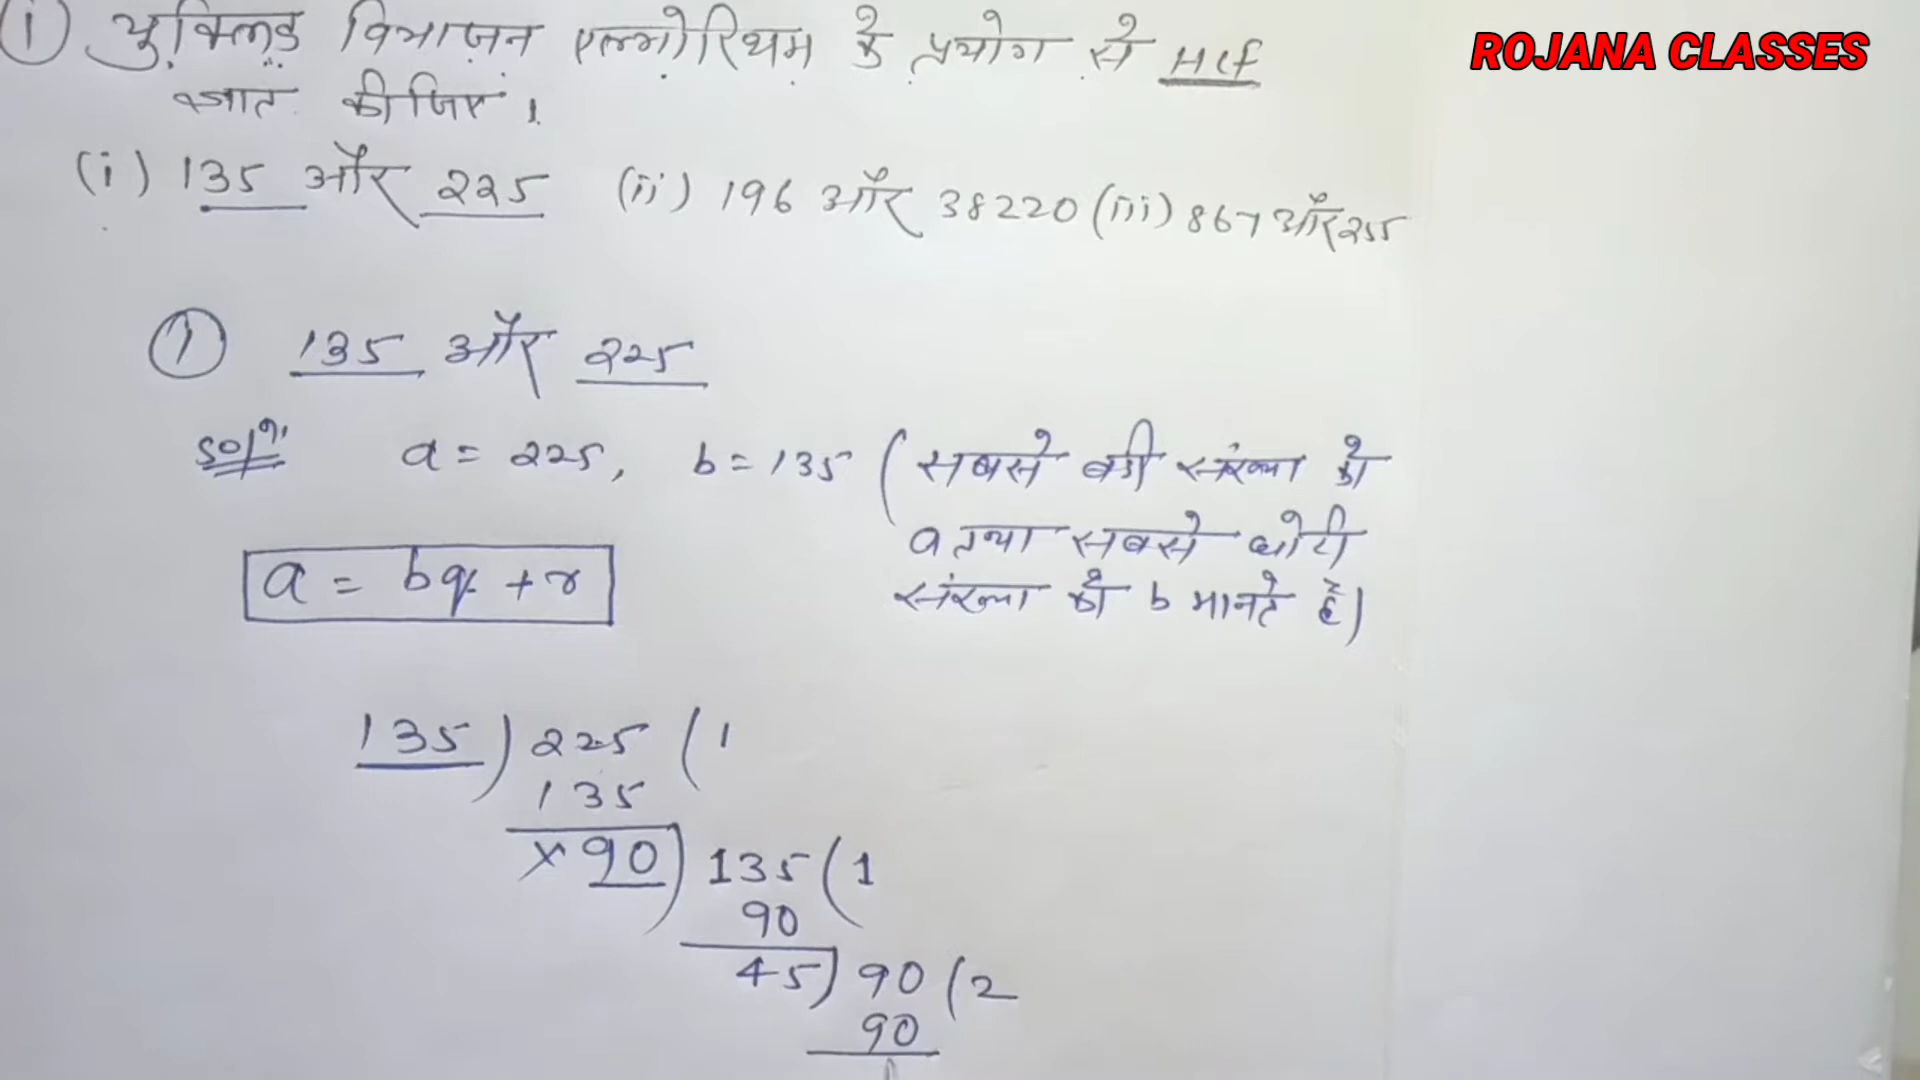 ① युक्लिड विभाजन एल्गोरिथम के प्रयोग से HCF
ROJANA CLASSES
ज्ञात कीजिए।
(i) 135 और 225 (ii) 196 और 38220 (iii) 867 और 255
① 135 और 225
Solⁿ. a = 225, b = 135 (सबसे बड़ी संख्या को
a तथा सबसे छोटी
a = bq + r
संख्या को b मानते हैं)
135 ) 225 ( 1
135
× 90 ) 135 ( 1
90
45 ) 90 ( 2
90